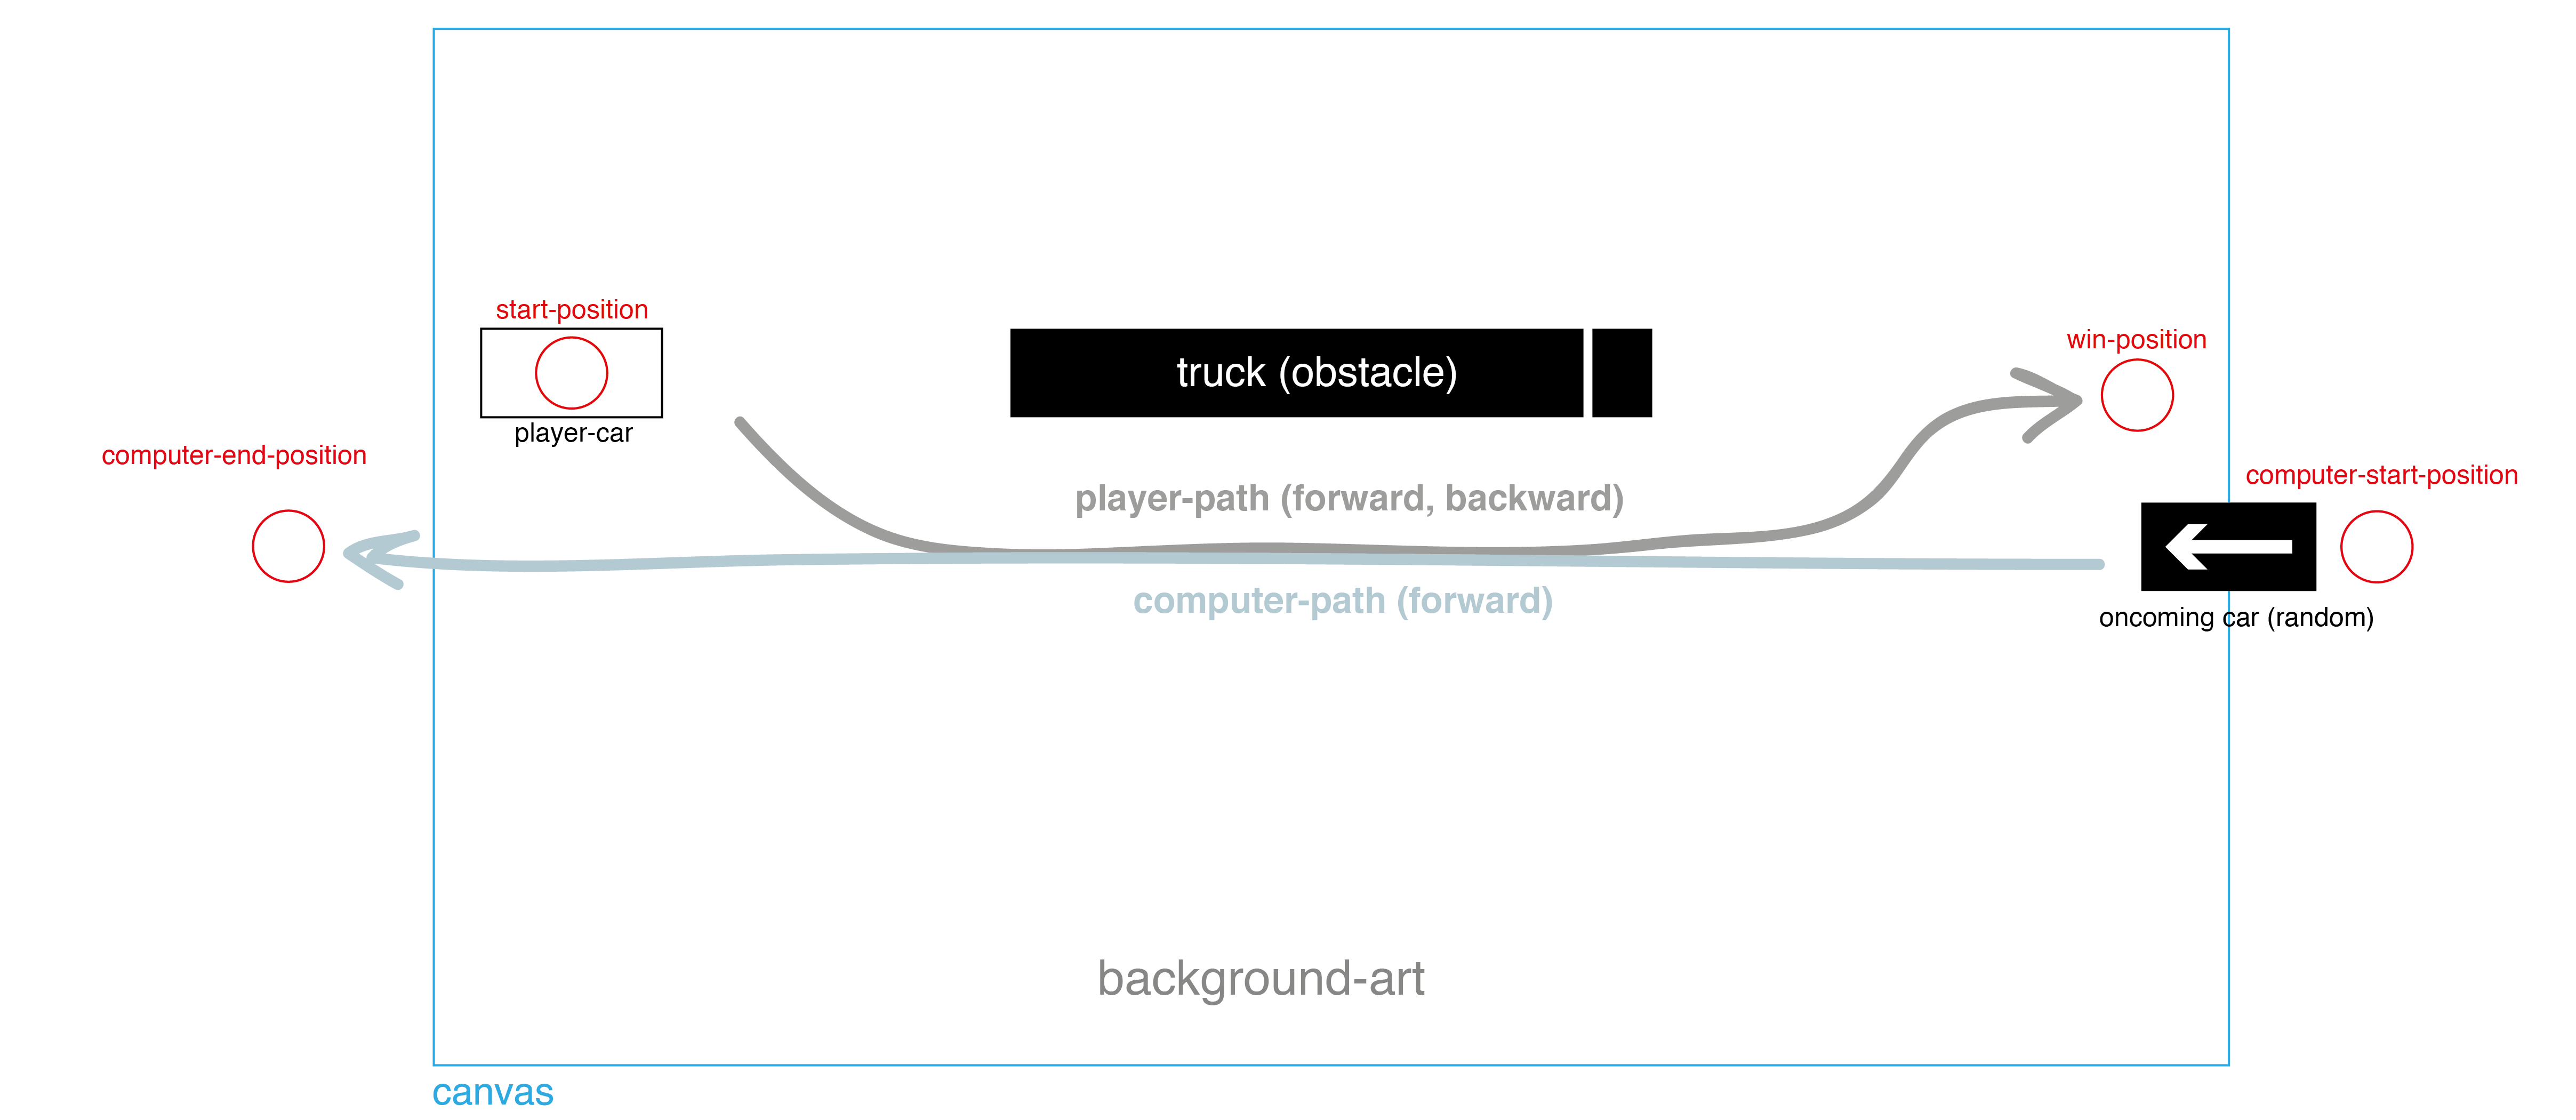 start-position
player-car
computer-end-position
truck (obstacle)
win-position
computer-start-position
player-path (forward, backward)
computer-path (forward)
oncoming car (random)
background-art
canvas